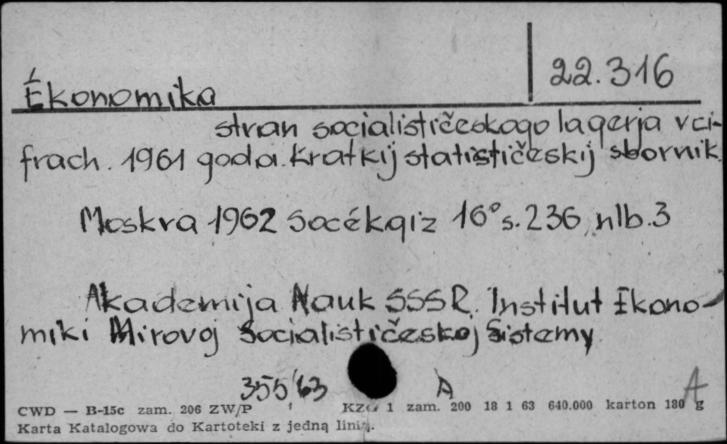 22.316
Ékonomika
stran socialističeskogo lagerja v ci-
frach. 1961 goda. Kratkij statističeskij sbornik
Moskva 1962 Socékgiz 16° s. 236, nlb. 3
Akademija Nauk SSSR. Institut Ekono-
miki Mirovoj Socialističeskoj Sistemy.
355/63 A
A
CWD — B-15c zam. 206 ZW/P KZG 1 zam. 200 18 1 63 640.000 karton 180 g
Karta Katalogowa do Kartoteki z jedną linią.